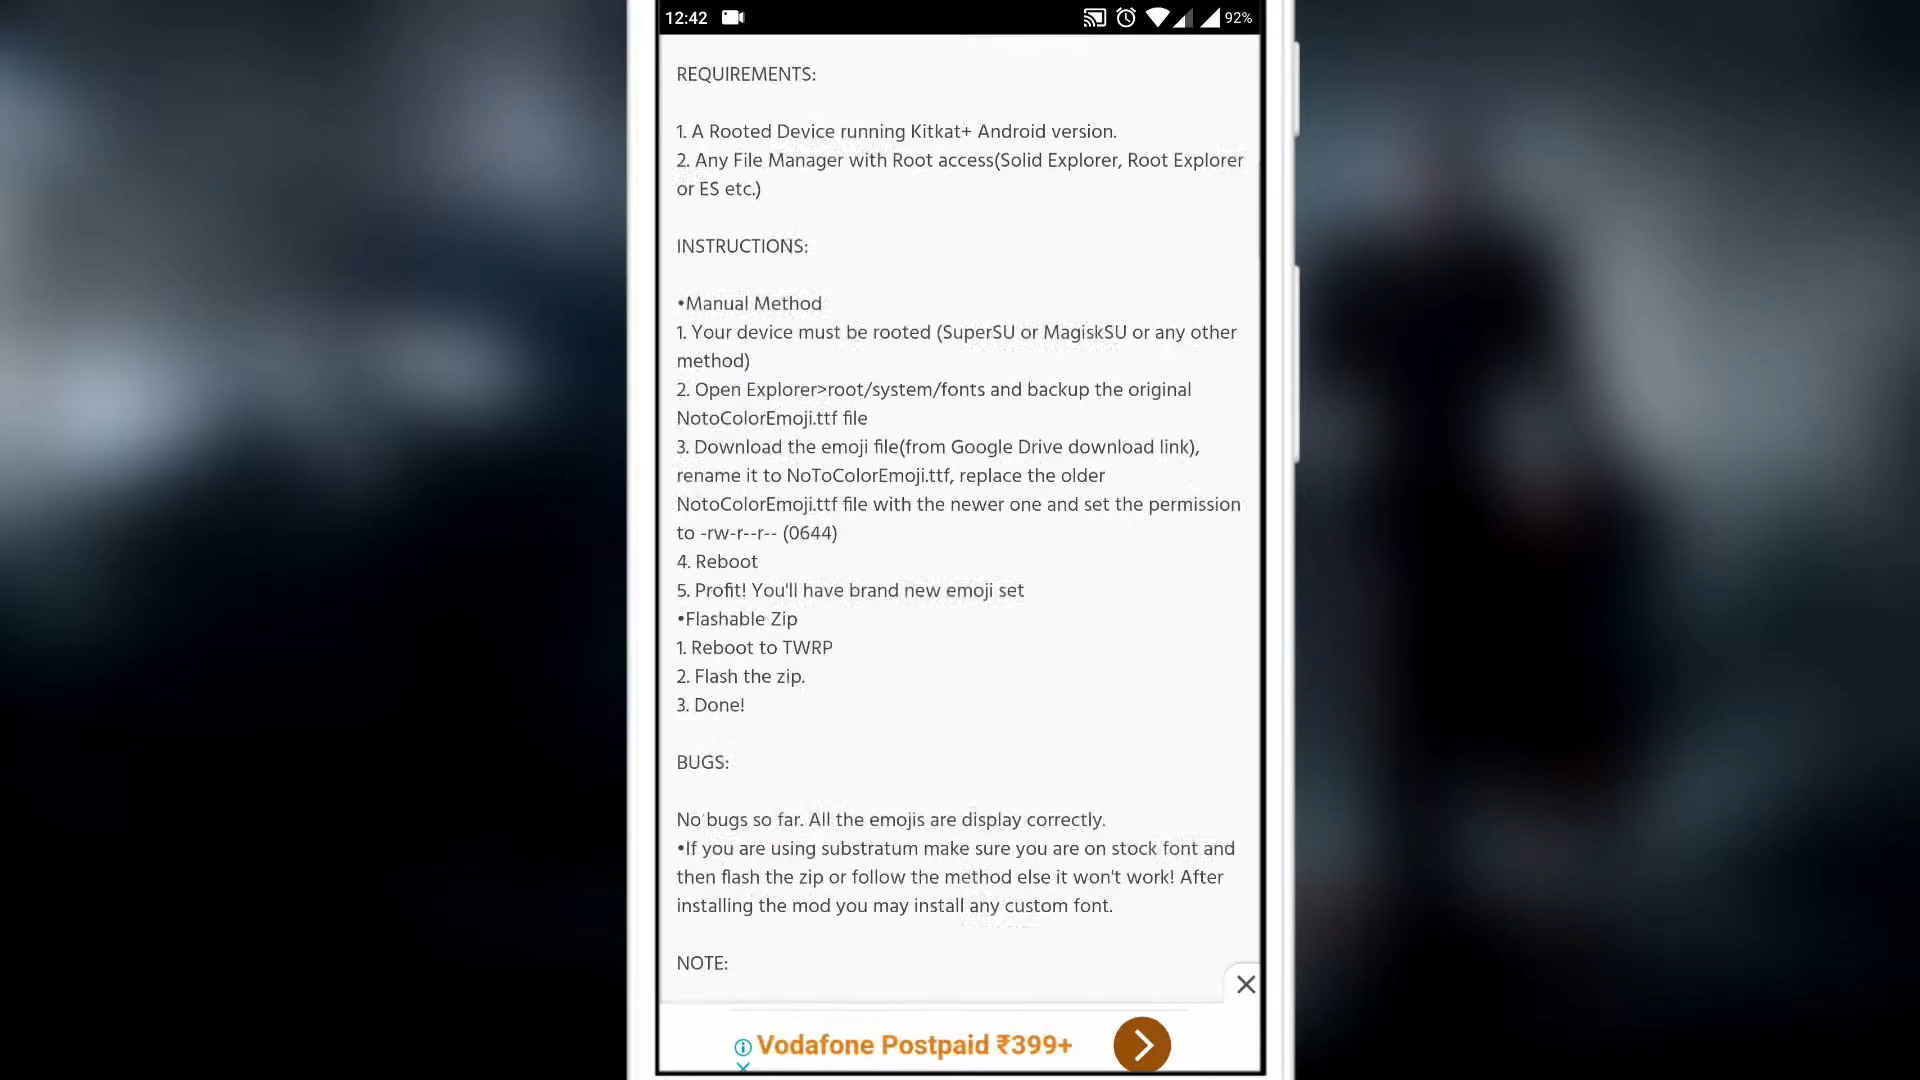 12:42
92%
REQUIREMENTS:
1. A Rooted Device running Kitkat+ Android version.
2. Any File Manager with Root access(Solid Explorer, Root Explorer
or ES etc.)
INSTRUCTIONS:
•Manual Method
1. Your device must be rooted (SuperSU or MagiskSU or any other
method)
2. Open Explorer>root/system/fonts and backup the original
NotoColorEmoji.ttf file
3. Download the emoji file(from Google Drive download link),
rename it to NoToColorEmoji.ttf, replace the older
NotoColorEmoji.ttf file with the newer one and set the permission
to -rw-r--r-- (0644)
4. Reboot
5. Profit! You'll have brand new emoji set
•Flashable Zip
1. Reboot to TWRP
2. Flash the zip.
3. Done!
BUGS:
No bugs so far. All the emojis are display correctly.
•If you are using substratum make sure you are on stock font and
then flash the zip or follow the method else it won't work! After
installing the mod you may install any custom font.
NOTE:
Vodafone Postpaid ₹399+